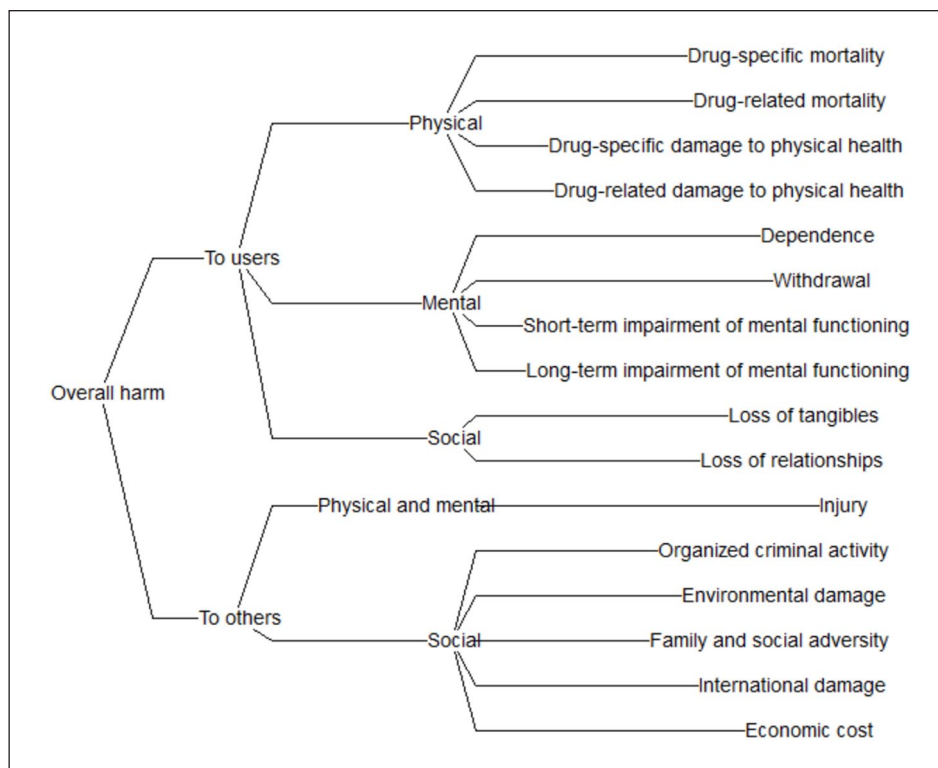 Drug-specific mortality
Drug-related mortality
Physical
Drug-specific damage to physical health
Drug-related damage to physical health
Dependence
To users
Withdrawal
Mental
Short-term impairment of mental functioning
Long-term impairment of mental functioning
Overall harm
Loss of tangibles
Social
Loss of relationships
Physical and mental
Injury
Organized criminal activity
Environmental damage
To others
Family and social adversity
Social
International damage
Economic cost